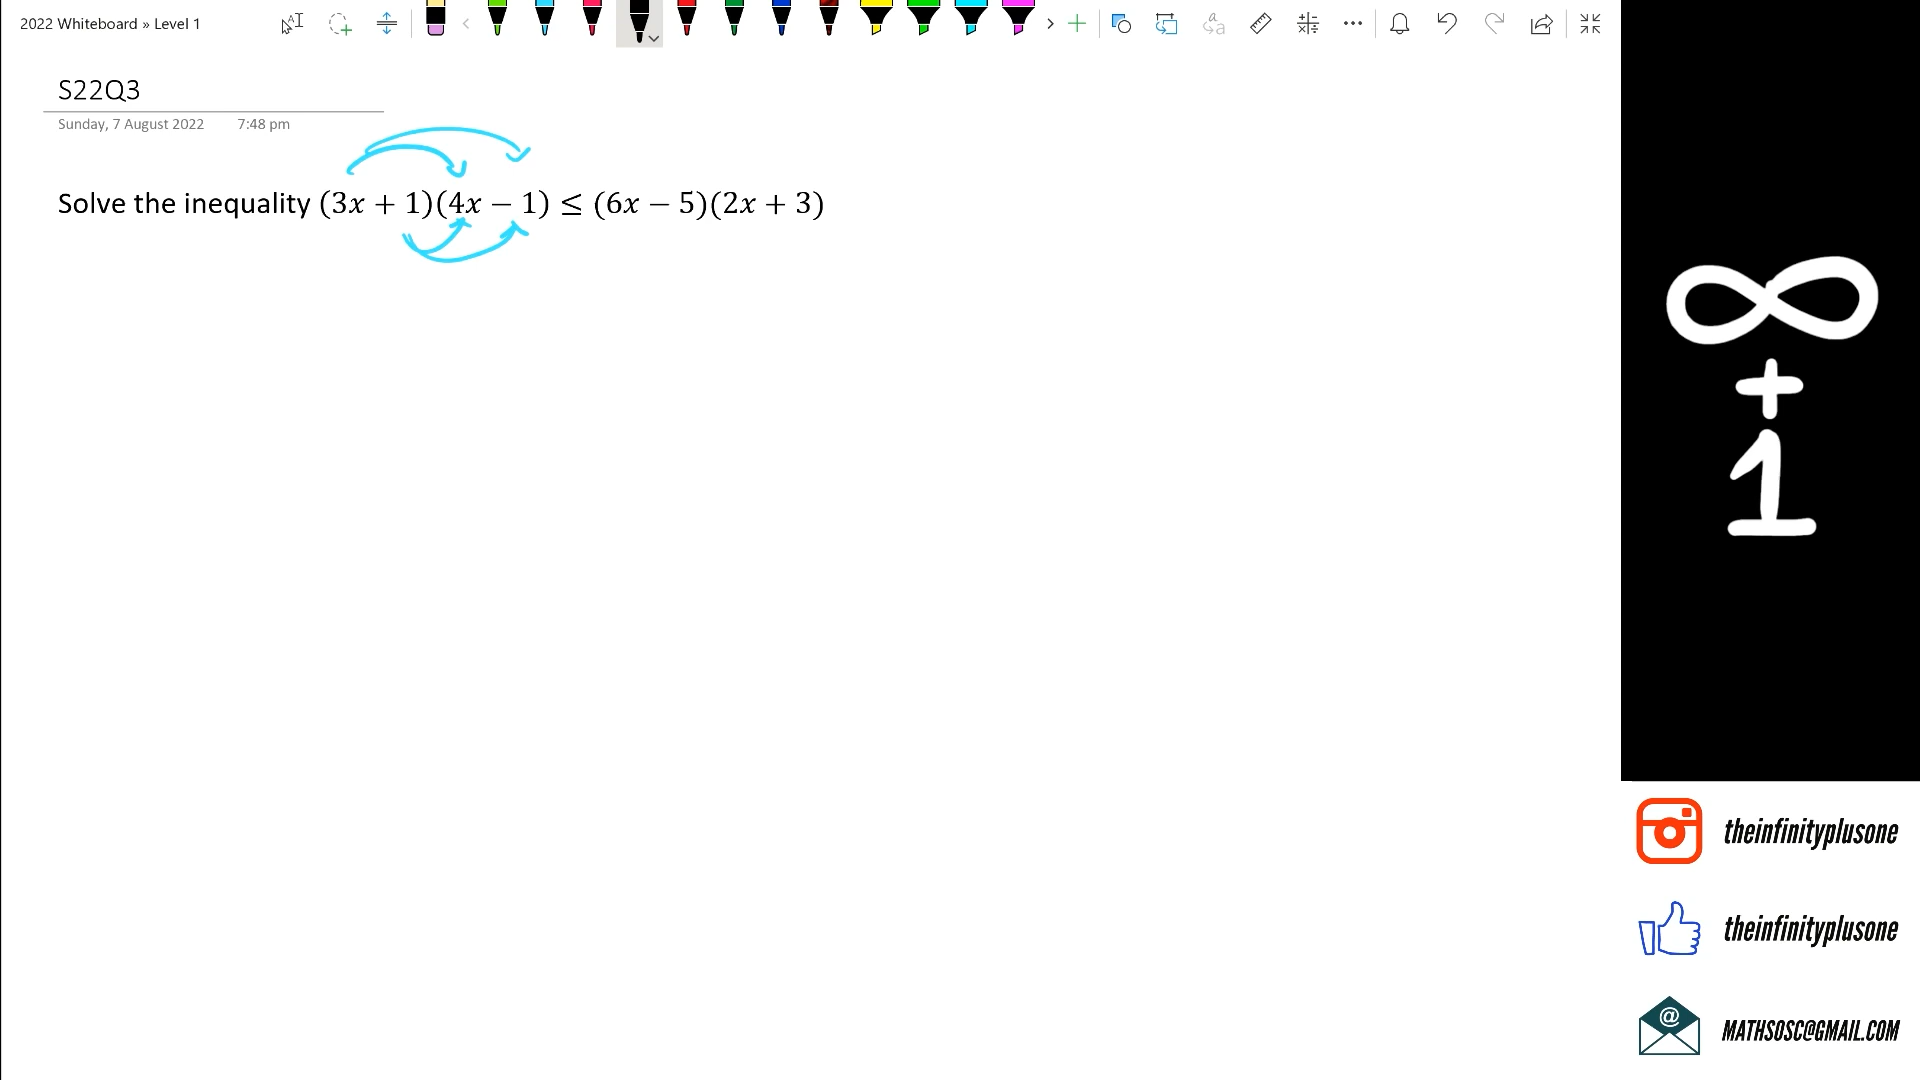 2022 Whiteboard » Level 1
S22Q3
Sunday, 7 August 2022 7:48 pm
Solve the inequality (3x + 1)(4x − 1) ≤ (6x − 5)(2x + 3)
∞
+
1
theinfinityplusone
theinfinityplusone
MATHSOSC@GMAIL.COM